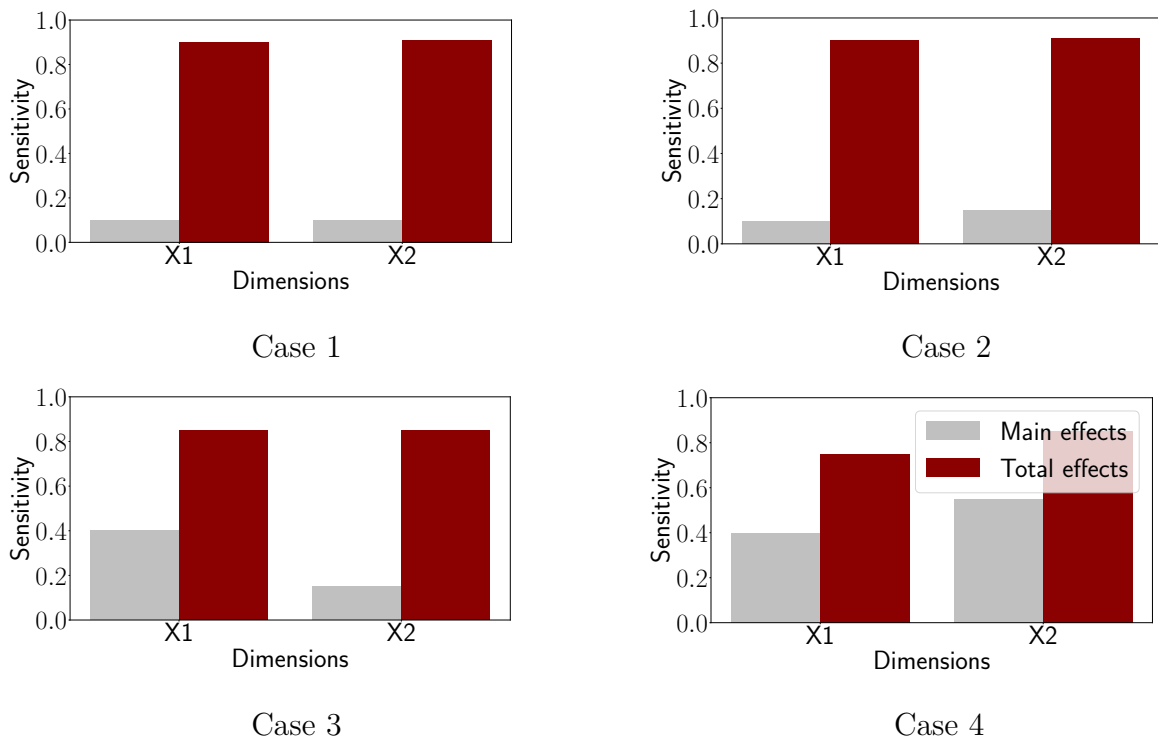 1.0
0.8
0.6
0.4
0.2
0.0
Sensitivity
X1 X2
Dimensions
Case 1
1.0
0.8
0.6
0.4
0.2
0.0
Sensitivity
X1 X2
Dimensions
Case 2
1.0
0.8
0.6
0.4
0.2
0.0
Sensitivity
X1 X2
Dimensions
Case 3
1.0
0.8
0.6
0.4
0.2
0.0
Sensitivity
Main effects
Total effects
X1 X2
Dimensions
Case 4